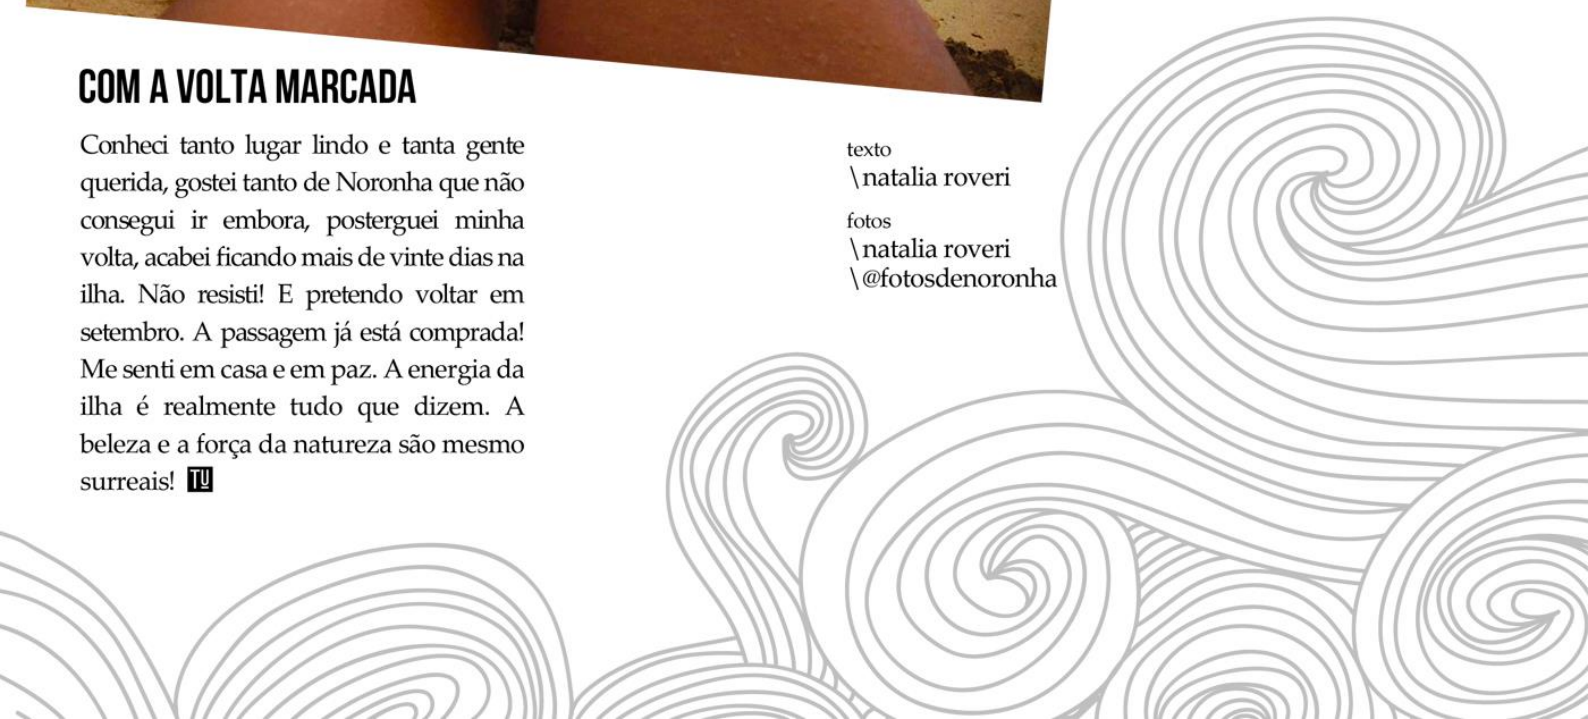 COM A VOLTA MARCADA
Conheci tanto lugar lindo e tanta gente
querida, gostei tanto de Noronha que não
consegui ir embora, posterguei minha
volta, acabei ficando mais de vinte dias na
ilha. Não resisti! E pretendo voltar em
setembro. A passagem já está comprada!
Me senti em casa e em paz. A energia da
ilha é realmente tudo que dizem. A
beleza e a força da natureza são mesmo
surreais! TU
texto
\natalia roveri
fotos
\natalia roveri
\@fotosdenoronha